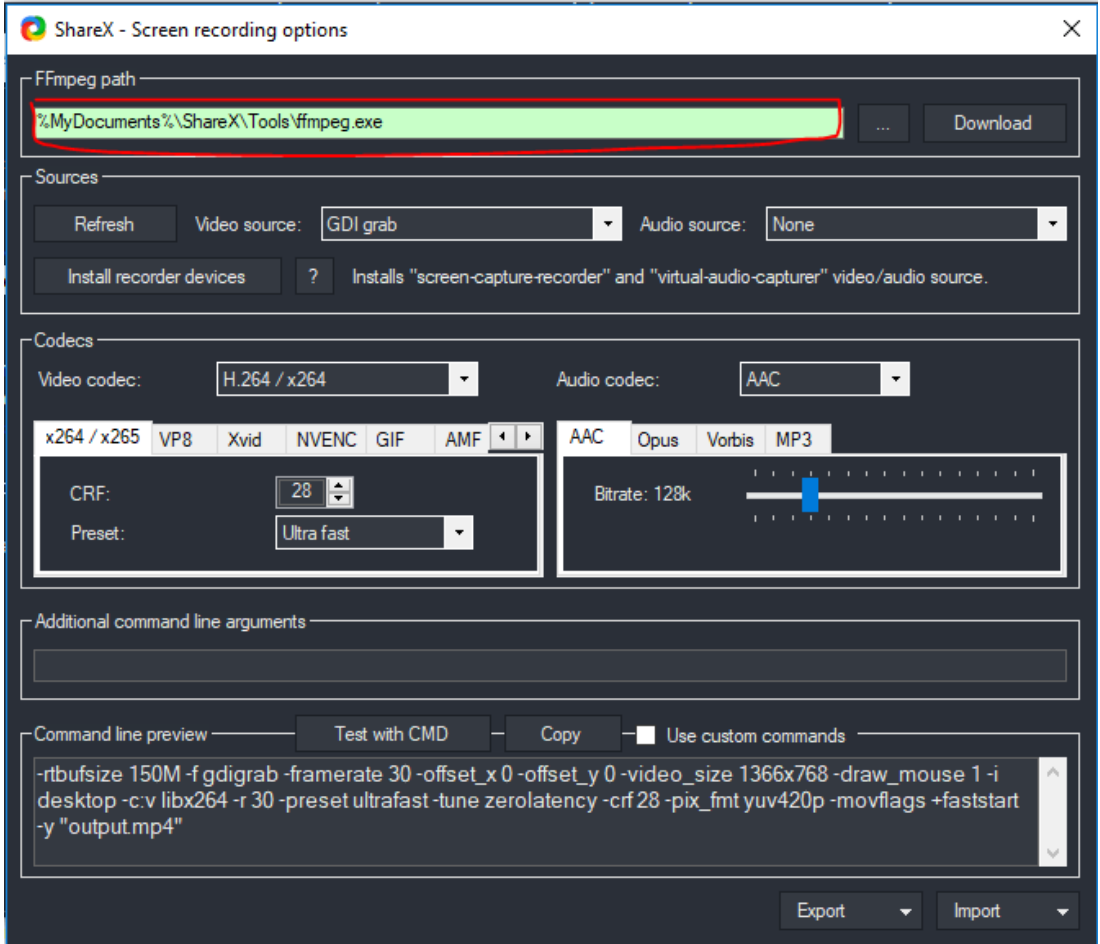 ShareX - Screen recording options
FFmpeg path
%MyDocuments%\ShareX\Tools\ffmpeg.exe
... Download
Sources
Refresh Video source: GDI grab Audio source: None
Install recorder devices ? Installs "screen-capture-recorder" and "virtual-audio-capturer" video/audio source.
Codecs
Video codec: H.264 / x264 Audio codec: AAC
x264 / x265 VP8 Xvid NVENC GIF AMF AAC Opus Vorbis MP3
CRF: 28 Bitrate: 128k
Preset: Ultra fast
Additional command line arguments
Command line preview Test with CMD Copy Use custom commands
-rtbufsize 150M -f gdigrab -framerate 30 -offset_x 0 -offset_y 0 -video_size 1366x768 -draw_mouse 1 -i
desktop -c:v libx264 -r 30 -preset ultrafast -tune zerolatency -crf 28 -pix_fmt yuv420p -movflags +faststart
-y "output.mp4"
Export Import